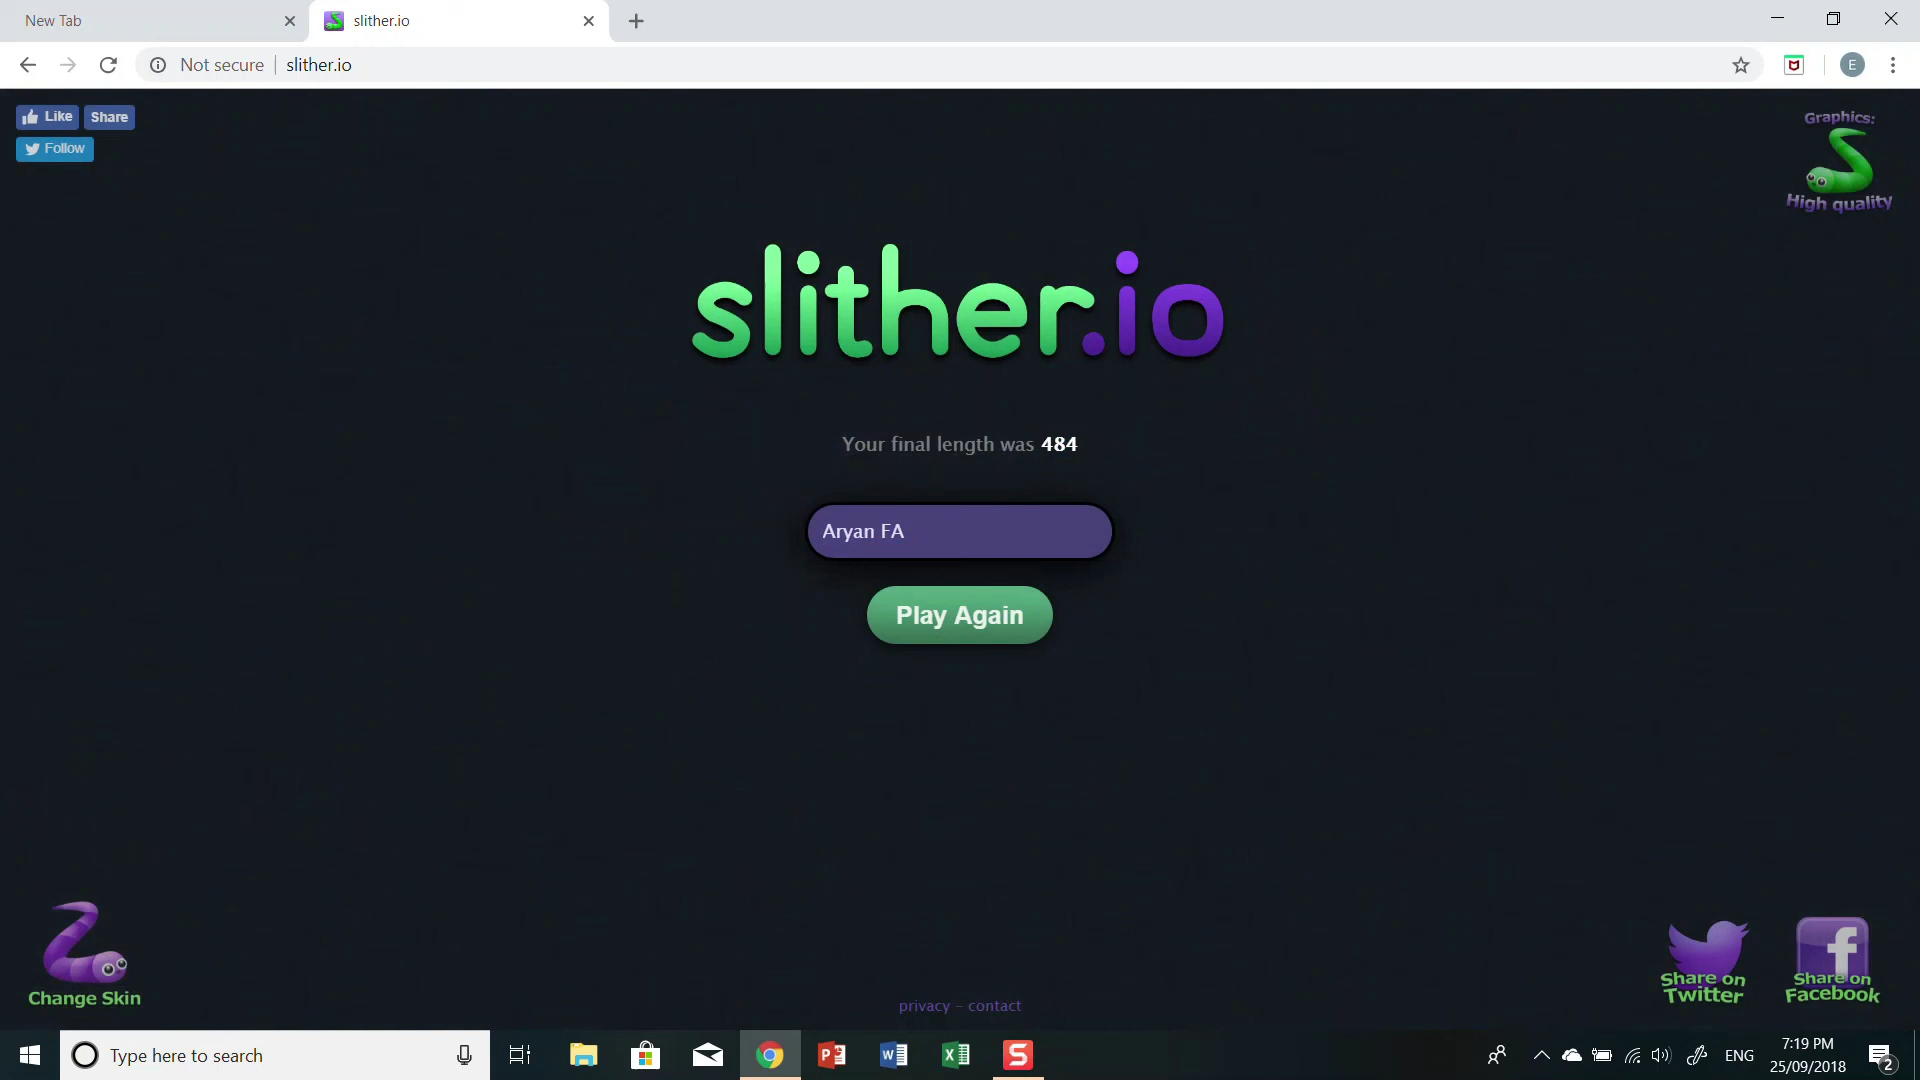 New Tab
slither.io
Not secure
slither.io
E
Like
Share
Follow
Graphics:
High quality
slither.io
Your final length was 484
Aryan FA
Play Again
Change Skin
privacy - contact
Share on
Twitter
Share on
Facebook
Type here to search
ENG
7:19 PM
25/09/2018
2